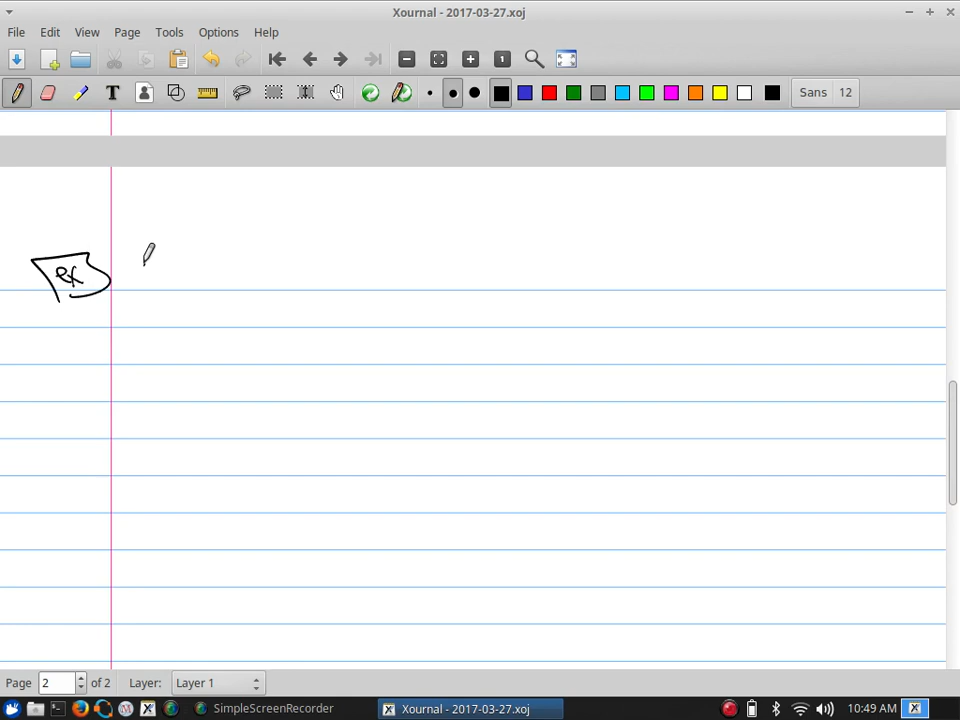 Xournal - 2017-03-27.xoj
File Edit View Page Tools Options Help
T 1 Sans 12
ex
Page 2 of 2 Layer: Layer 1
SimpleScreenRecorder Xournal - 2017-03-27.xoj 10:49 AM